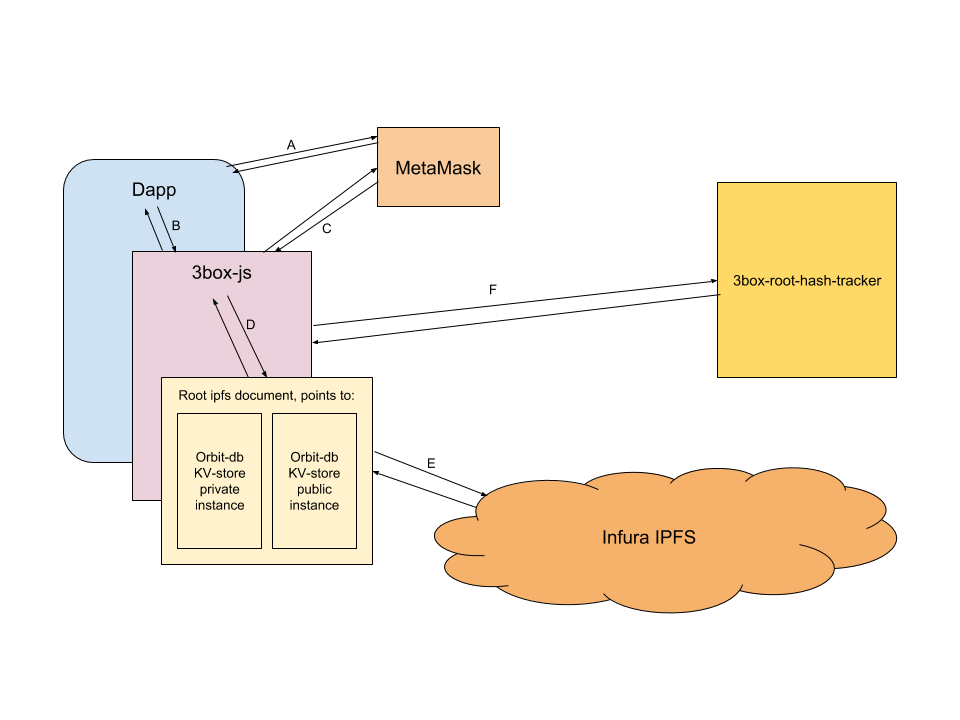 A
MetaMask
Dapp
B
C
3box-js
3box-root-hash-tracker
F
D
Root ipfs document, points to:
Orbit-db
KV-store
private
instance
Orbit-db
KV-store
public
instance
E
Infura IPFS